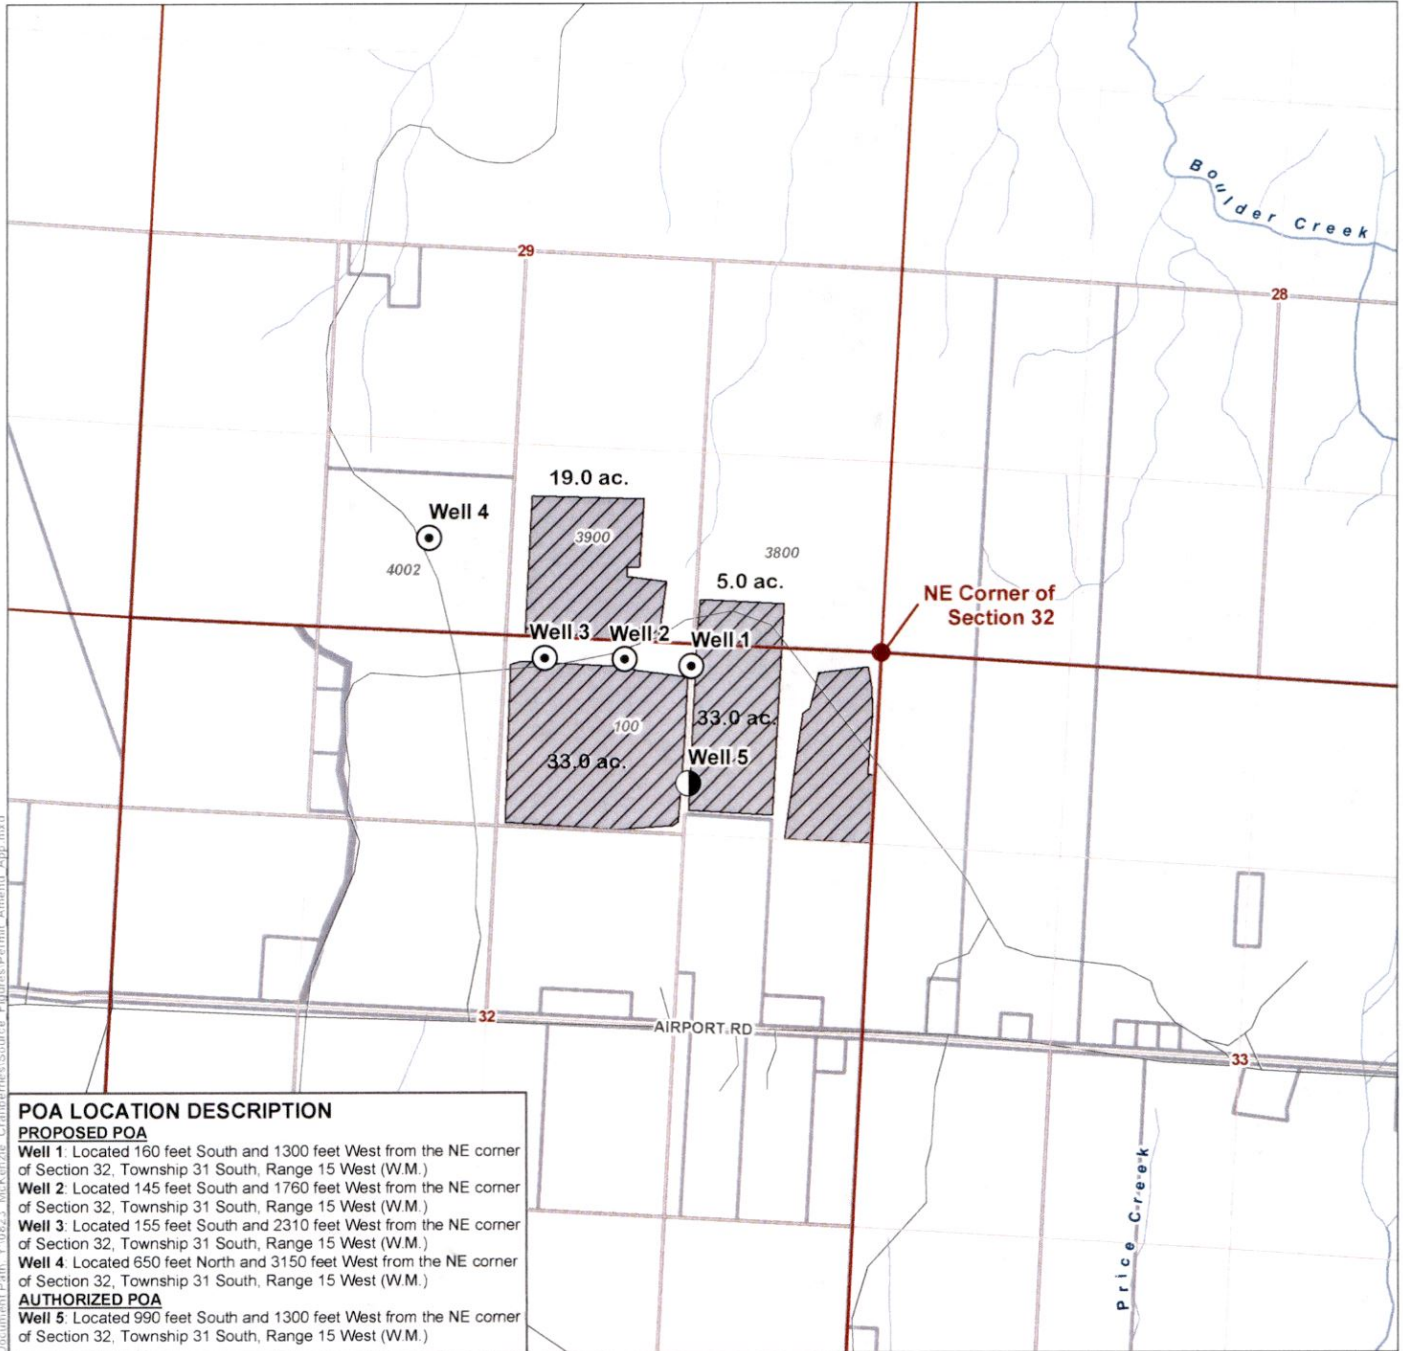 Boulder Creek
29
28
19.0 ac.
Well 4
3900
3800
4002
5.0 ac.
NE Corner of
Section 32
Well 3
Well 2
Well 1
100
33.0 ac.
33.0 ac.
Well 5
32
AIRPORT RD
33
Price Creek
POA LOCATION DESCRIPTION
PROPOSED POA
Well 1: Located 160 feet South and 1300 feet West from the NE corner
of Section 32, Township 31 South, Range 15 West (W.M.)
Well 2: Located 145 feet South and 1760 feet West from the NE corner
of Section 32, Township 31 South, Range 15 West (W.M.)
Well 3: Located 155 feet South and 2310 feet West from the NE corner
of Section 32, Township 31 South, Range 15 West (W.M.)
Well 4: Located 650 feet North and 3150 feet West from the NE corner
of Section 32, Township 31 South, Range 15 West (W.M.)
AUTHORIZED POA
Well 5: Located 990 feet South and 1300 feet West from the NE corner
of Section 32, Township 31 South, Range 15 West (W.M.)